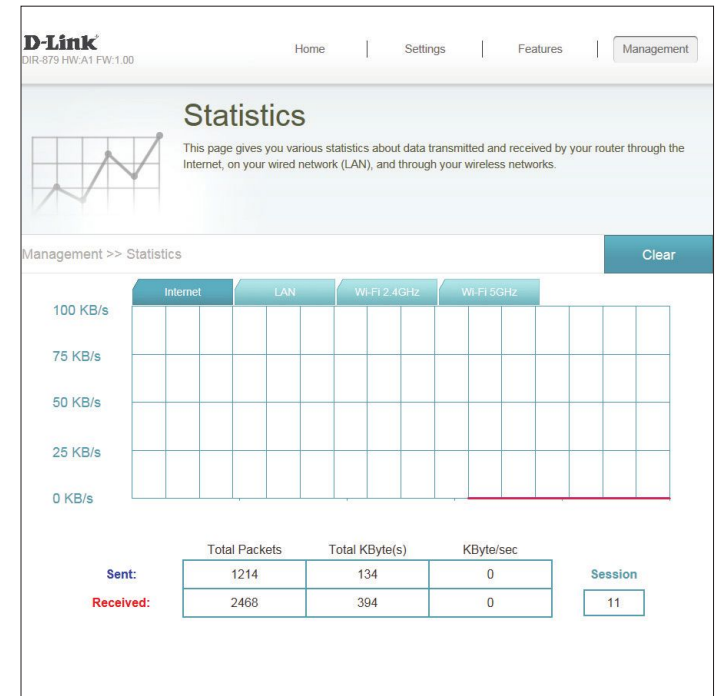 D-Link
DIR-879 HW:A1 FW:1.00
Home | Settings | Features | Management
Statistics
This page gives you various statistics about data transmitted and received by your router through the
Internet, on your wired network (LAN), and through your wireless networks.
Management >> Statistics
Clear
Internet LAN Wi-Fi 2.4GHz Wi-Fi 5GHz
100 KB/s
75 KB/s
50 KB/s
25 KB/s
0 KB/s
Total Packets Total KByte(s) KByte/sec
Sent: 1214 134 0 Session
Received: 2468 394 0 11